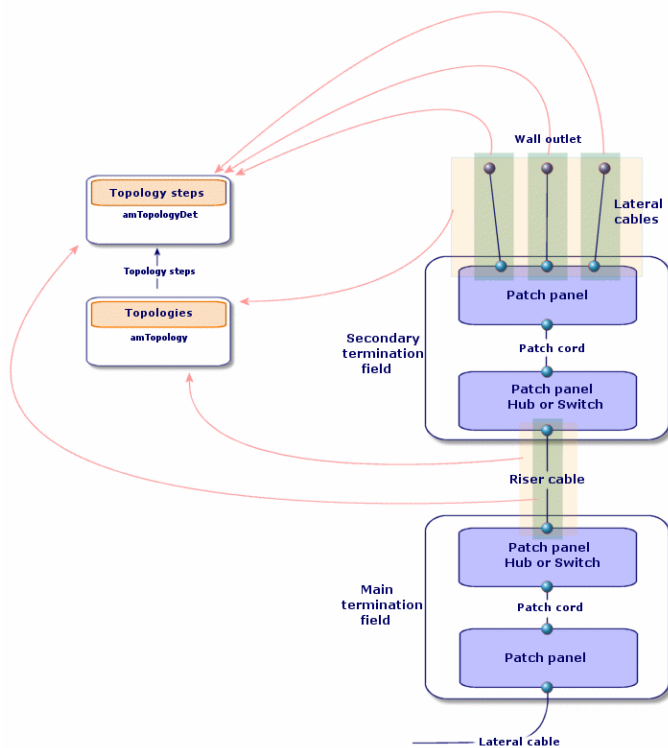 Wall outlet
Topology steps
amTopologyDet
Lateral
cables
Topology steps
Patch panel
Topologies
amTopology
Secondary
termination
field
Patch cord
Patch panel
Hub or Switch
Riser cable
Patch panel
Hub or Switch
Main
termination
field
Patch cord
Patch panel
Lateral cable